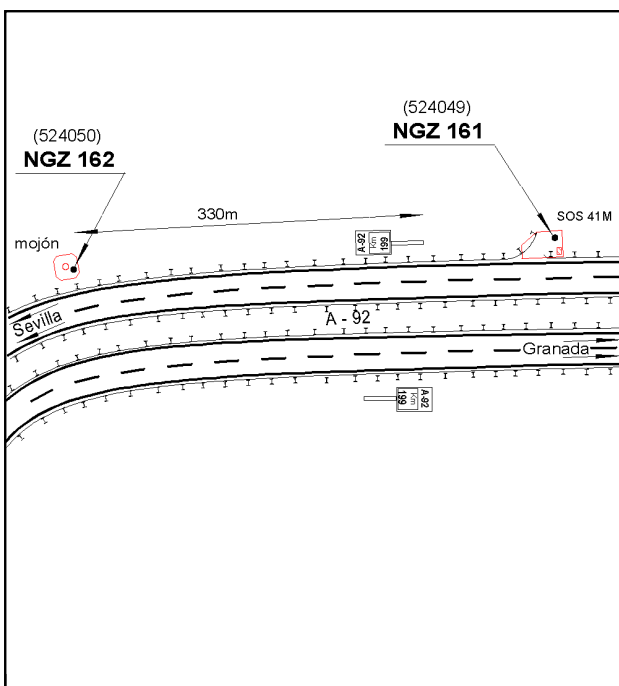 (524049)
NGZ 161
(524050)
NGZ 162
330m
SOS 41M
mojón
A-92
Km
199
Sevilla
A - 92
Granada
A-92
Km
199